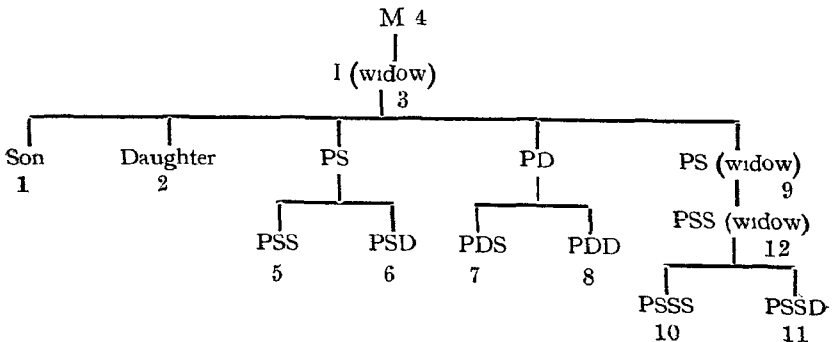 M 4
I (widow)
3
Son Daughter PS PD PS (widow)
1 2 9
PSS (widow)
PSS PSD PDS PDD 12
5 6 7 8
PSSS PSSD
10 11